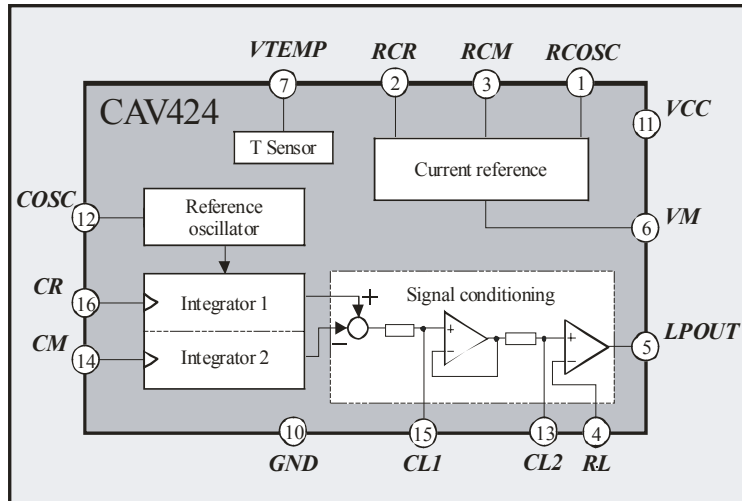 VTEMP RCR RCM RCOSC
7 2 3 1
CAV424
VCC
11
T Sensor
Current reference
COSC
12
Reference
oscillator
VM
6
CR
16
Integrator 1
+
Signal conditioning
CM
14
Integrator 2
−
+
−
+
−
LPOUT
5
10 15 13 4
GND CL1 CL2 RL